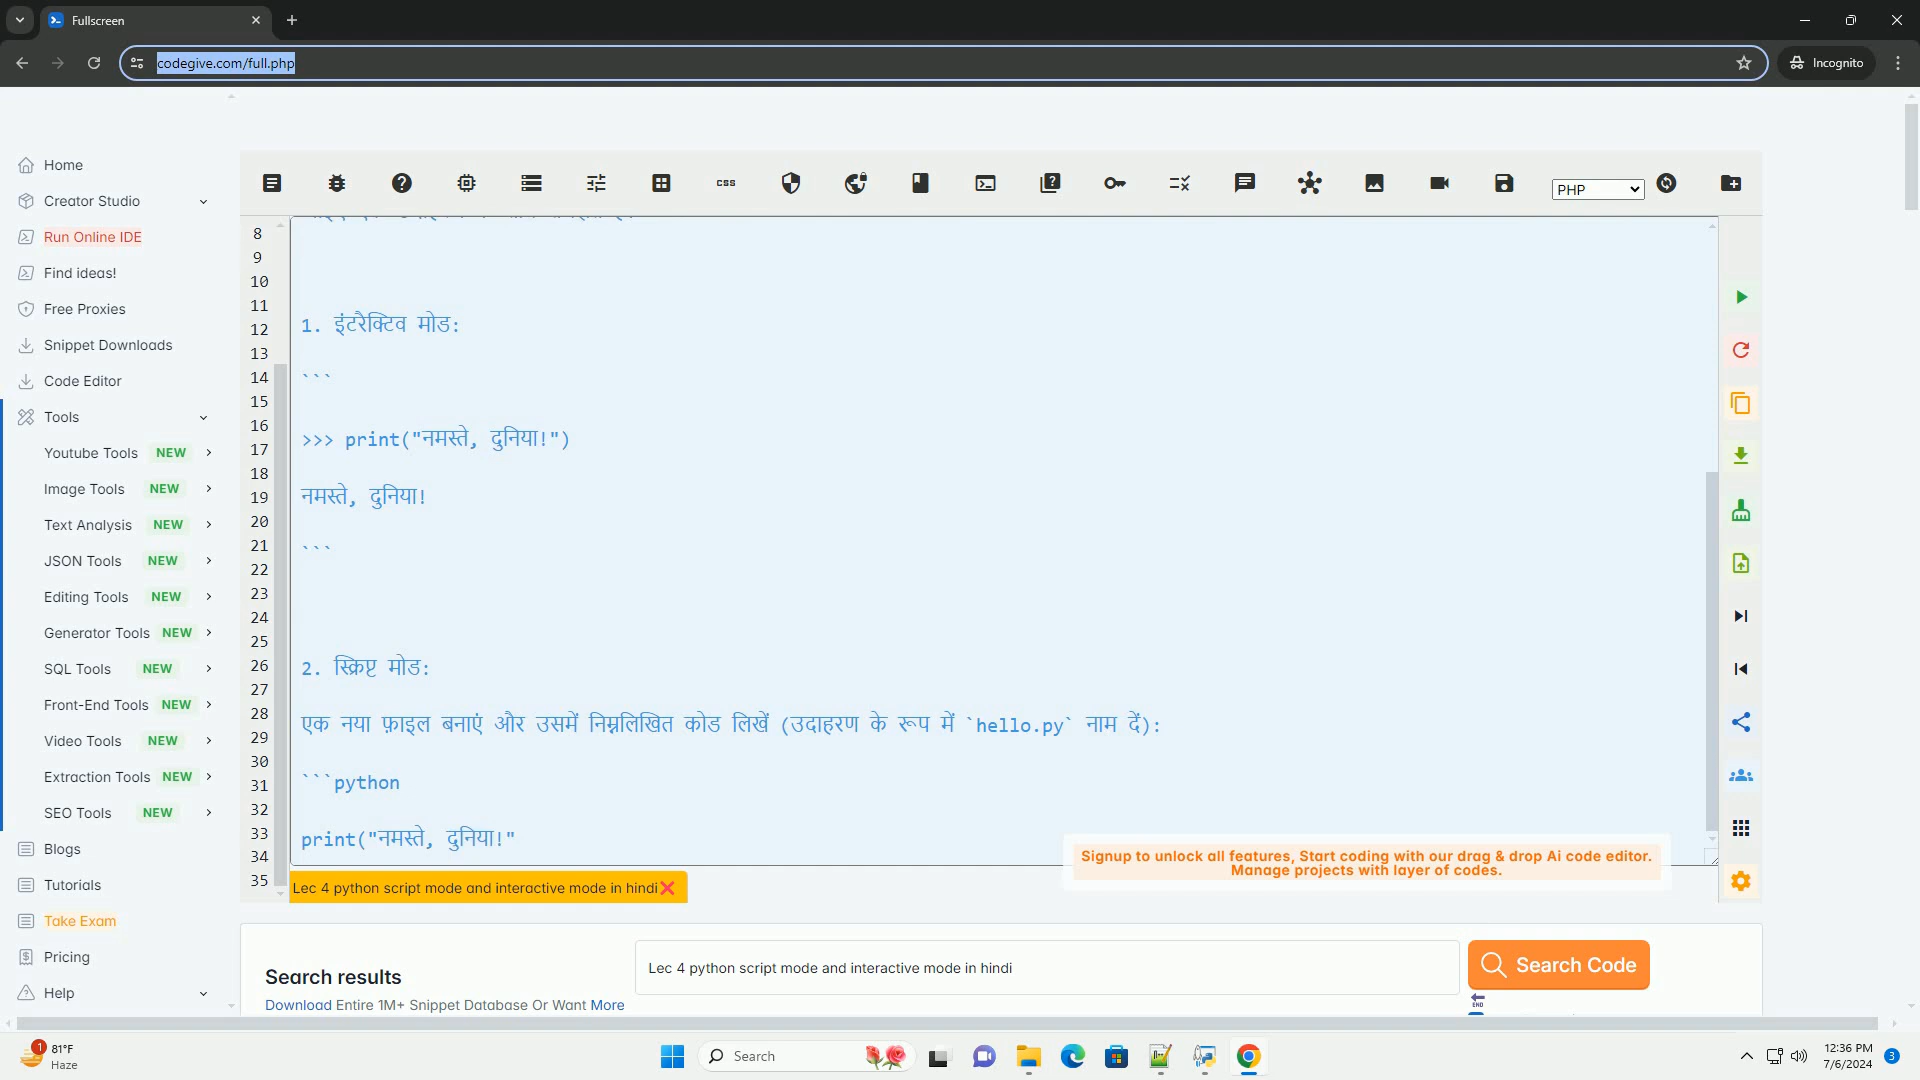 Fullscreen
codegive.com/full.php
Incognito
Home
Creator Studio
Run Online IDE
Find ideas!
Free Proxies
Snippet Downloads
Code Editor
Tools
Youtube Tools NEW
Image Tools NEW
Text Analysis NEW
JSON Tools NEW
Editing Tools NEW
Generator Tools NEW
SQL Tools NEW
Front-End Tools NEW
Video Tools NEW
Extraction Tools NEW
SEO Tools NEW
Blogs
Tutorials
Take Exam
Pricing
Help
css
PHP
8
9
10
11
12
13
14
15
16
17
18
19
20
21
22
23
24
25
26
27
28
29
30
31
32
33
34
35
1. इंटरैक्टिव मोड:
```
>>> print("नमस्ते, दुनिया!")
नमस्ते, दुनिया!
```
2. स्क्रिप्ट मोड:
एक नया फ़ाइल बनाएं और उसमें निम्नलिखित कोड लिखें (उदाहरण के रूप में `hello.py` नाम दें):
```python
print("नमस्ते, दुनिया!"
Signup to unlock all features, Start coding with our drag & drop Ai code editor.
Manage projects with layer of codes.
Lec 4 python script mode and interactive mode in hindi
Search results
Lec 4 python script mode and interactive mode in hindi
Search Code
Download Entire 1M+ Snippet Database Or Want More
END
1
81°F
Haze
Search
12:36 PM
7/6/2024
3